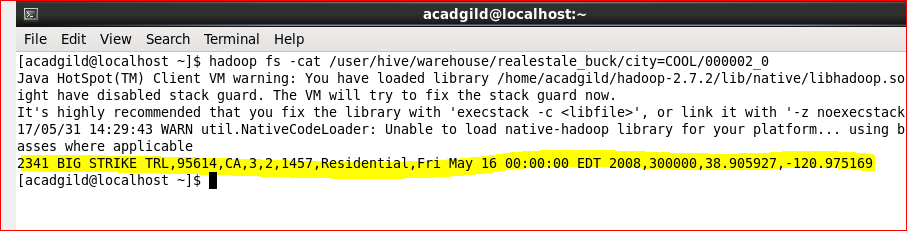 acadgild@localhost:~
File Edit View Search Terminal Help
[acadgild@localhost ~]$ hadoop fs -cat /user/hive/warehouse/realestale_buck/city=COOL/000002_0
Java HotSpot(TM) Client VM warning: You have loaded library /home/acadgild/hadoop-2.7.2/lib/native/libhadoop.so
ight have disabled stack guard. The VM will try to fix the stack guard now.
It's highly recommended that you fix the library with 'execstack -c <libfile>', or link it with '-z noexecstack
17/05/31 14:29:43 WARN util.NativeCodeLoader: Unable to load native-hadoop library for your platform... using b
asses where applicable
2341 BIG STRIKE TRL,95614,CA,3,2,1457,Residential,Fri May 16 00:00:00 EDT 2008,300000,38.905927,-120.975169
[acadgild@localhost ~]$